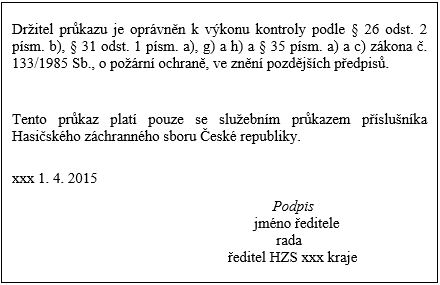 Držitel průkazu je oprávněn k výkonu kontroly podle § 26 odst. 2
písm. b), § 31 odst. 1 písm. a), g) a h) a § 35 písm. a) a c) zákona č.
133/1985 Sb., o požární ochraně, ve znění pozdějších předpisů.
Tento průkaz platí pouze se služebním průkazem příslušníka
Hasičského záchranného sboru České republiky.
xxx 1. 4. 2015
Podpis
jméno ředitele
rada
ředitel HZS xxx kraje